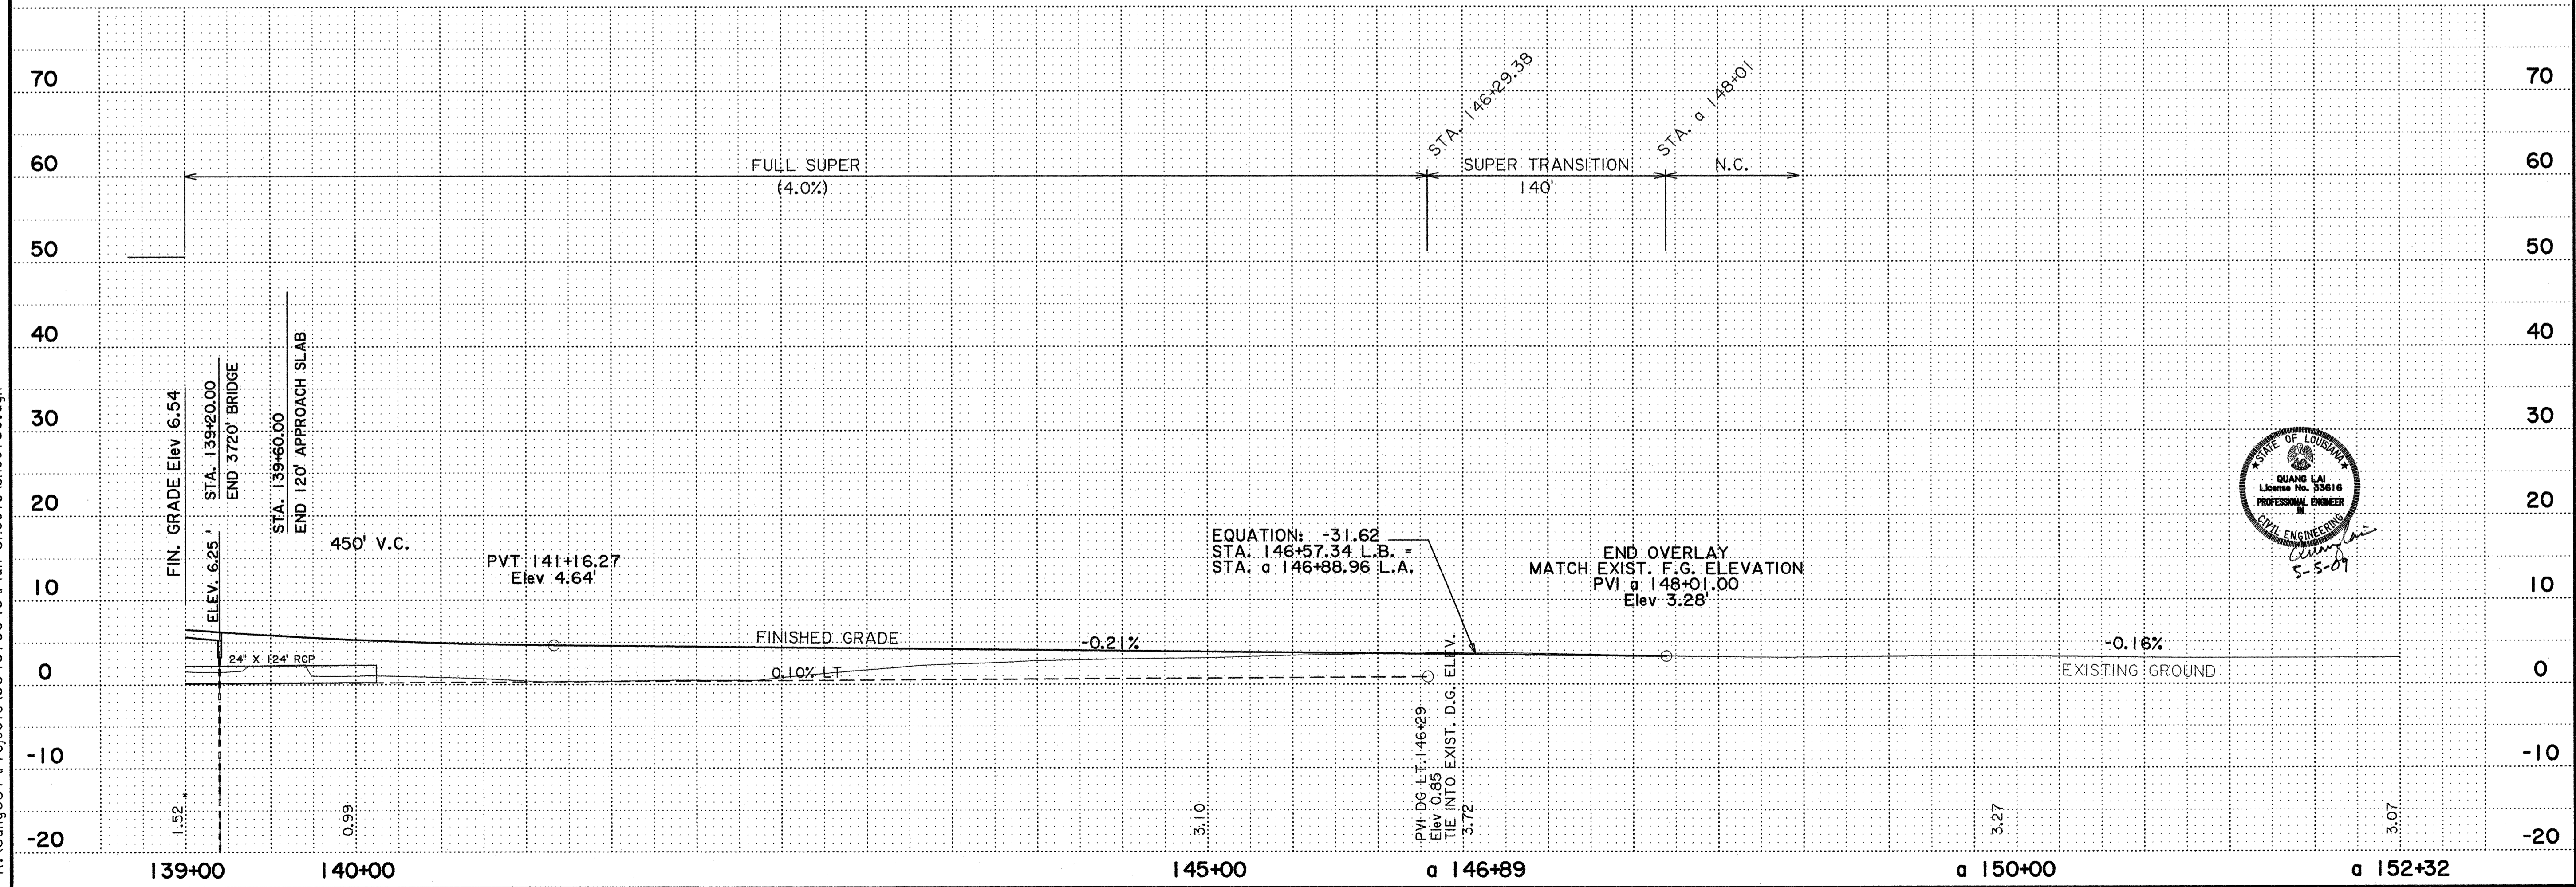 70
60
50
40
30
20
10
0
-10
-20
70
60
50
40
30
20
10
0
-10
-20
FULL SUPER
(4.0%)
STA. 146+29.38
SUPER TRANSITION
140'
STA. a 148+01
N.C.
FIN. GRADE Elev 6.54
ELEV. 6.25 '
STA. 139+20.00
END 3720' BRIDGE
STA. 139+60.00
END 120' APPROACH SLAB
450' V.C.
PVT 141+16.27
Elev 4.64'
EQUATION: -31.62
STA. 146+57.34 L.B. =
STA. a 146+88.96 L.A.
END OVERLAY
MATCH EXIST. F.G. ELEVATION
PVI a 148+01.00
Elev 3.28'
FINISHED GRADE
-0.21%
-0.16%
24" X 124' RCP
0.10% LT
EXISTING GROUND
PVI DG LT. 146+29
Elev 0.85
TIE INTO EXIST. D.G. ELEV.
1.52 *
0.99
3.10
3.72
3.27
3.07
139+00
140+00
145+00
a 146+89
a 150+00
a 152+32
STATE OF LOUISIANA
QUANG LAI
License No. 33616
PROFESSIONAL ENGINEER
IN
CIVIL ENGINEERING
Quang Lai
5-5-09